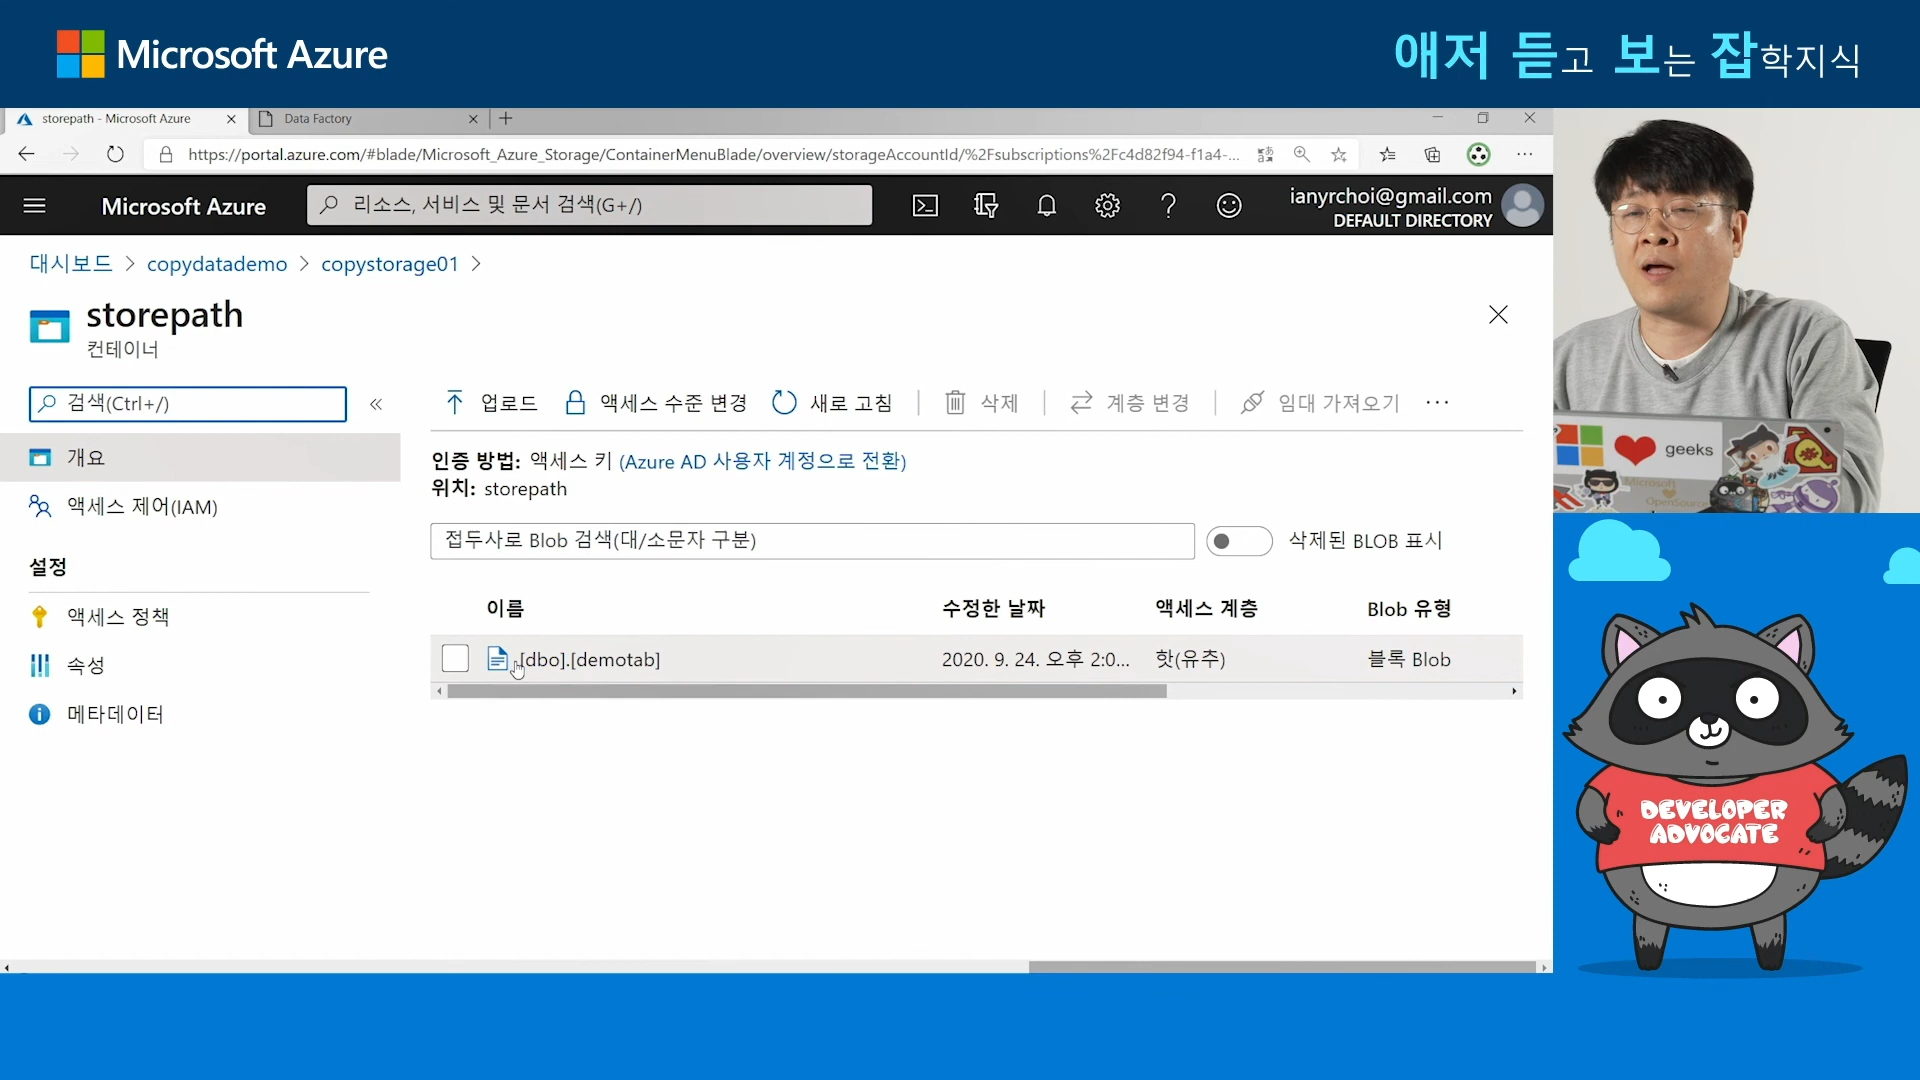 Microsoft Azure
애저 듣고 보는 잡학지식
storepath - Microsoft Azure
Data Factory
https://portal.azure.com/#blade/Microsoft_Azure_Storage/ContainerMenuBlade/overview/storageAccountId/%2Fsubscriptions%2Fc4d82f94-f1a4-...
Microsoft Azure
리소스, 서비스 및 문서 검색(G+/)
ianyrchoi@gmail.com
DEFAULT DIRECTORY
대시보드 > copydatademo > copystorage01 >
storepath
컨테이너
검색(Ctrl+/)
업로드
액세스 수준 변경
새로 고침
삭제
계층 변경
임대 가져오기
개요
액세스 제어(IAM)
설정
액세스 정책
속성
메타데이터
인증 방법: 액세스 키 (Azure AD 사용자 계정으로 전환)
위치: storepath
접두사로 Blob 검색(대/소문자 구분)
삭제된 BLOB 표시
이름 수정한 날짜 액세스 계층 Blob 유형
[dbo].[demotab] 2020. 9. 24. 오후 2:0... 핫(유추) 블록 Blob
geeks
Microsoft
OpenSource
DEVELOPER
ADVOCATE